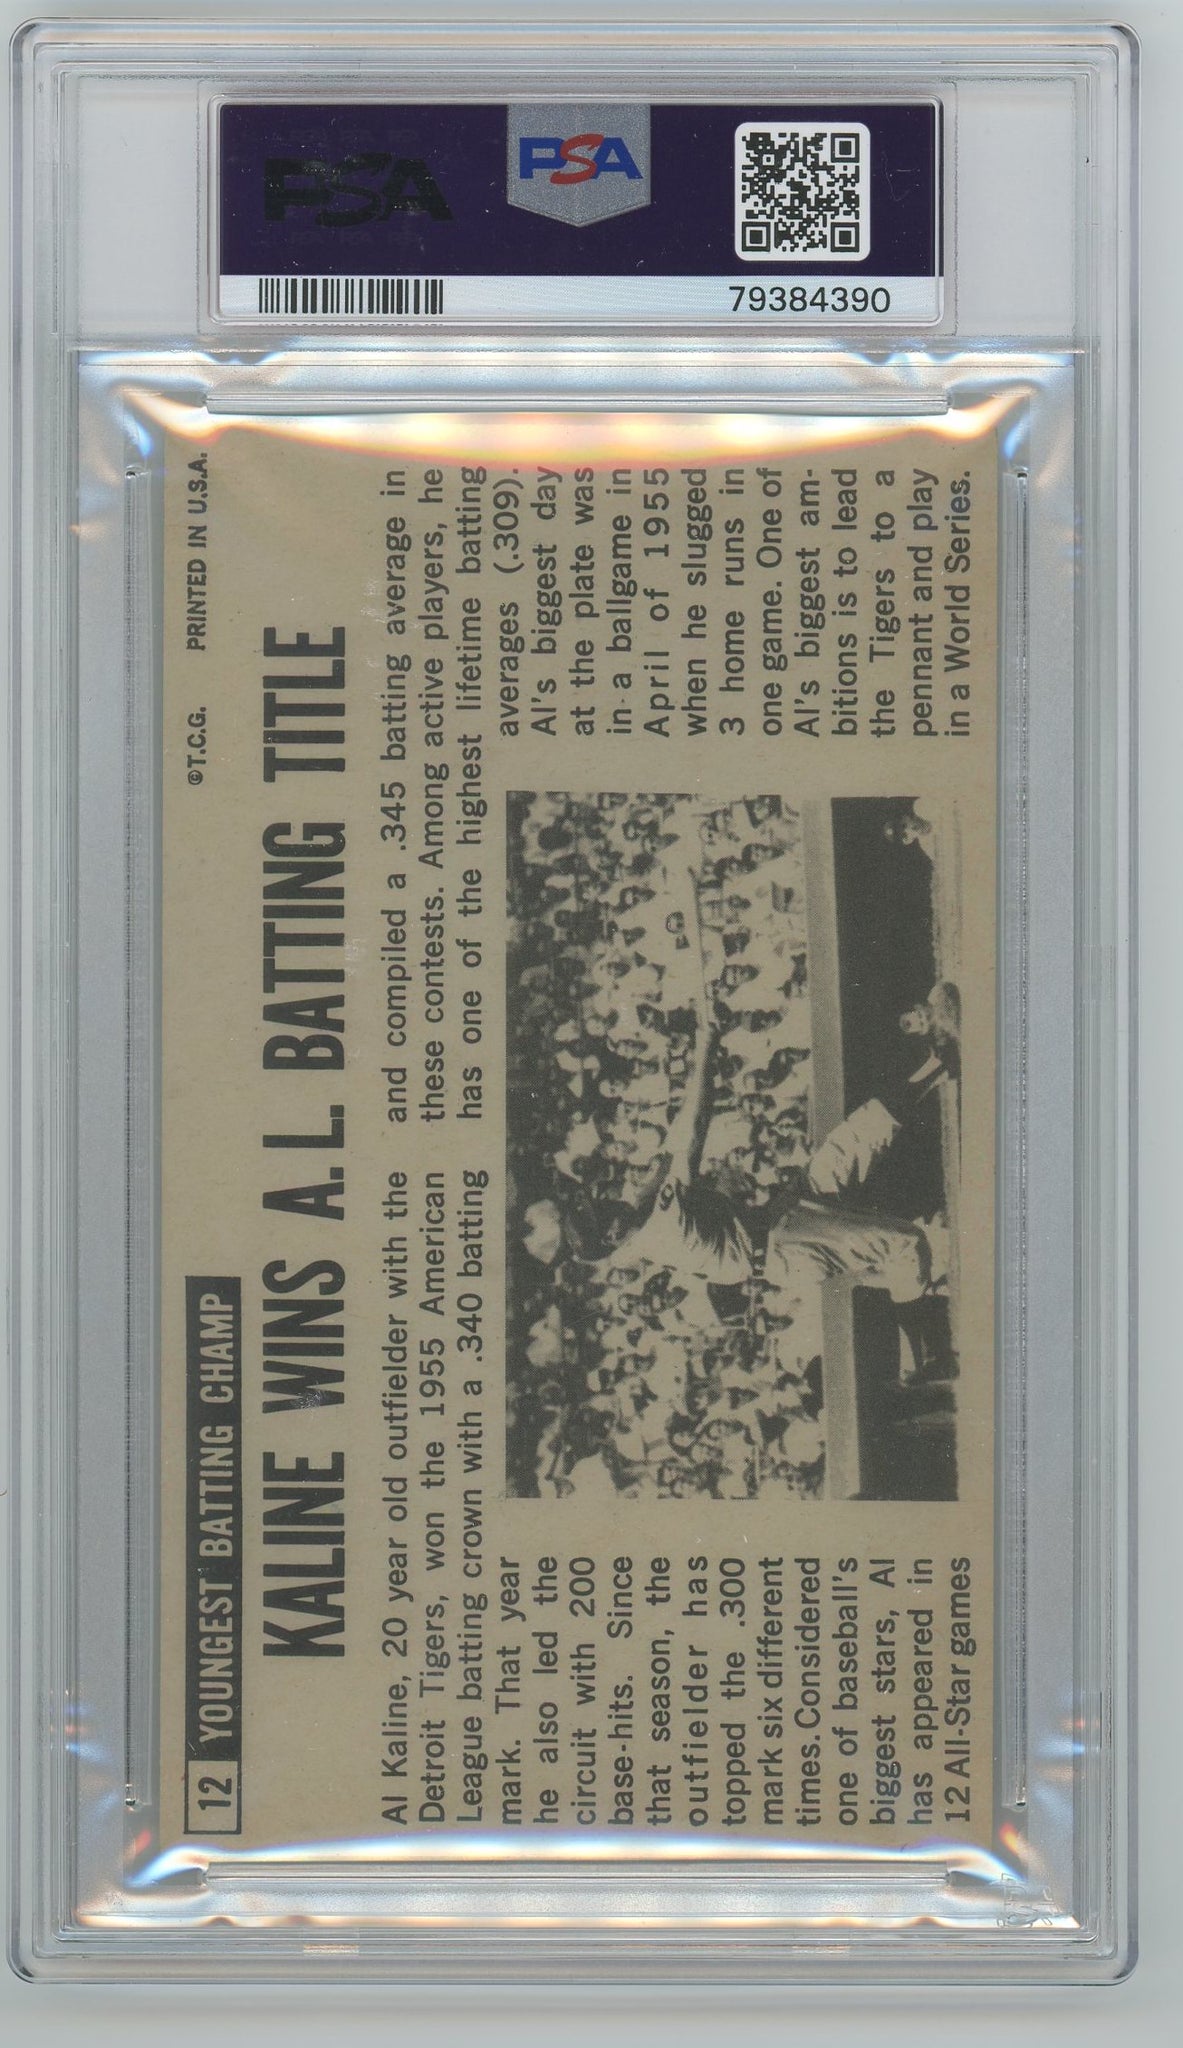 PSA
PSA
79384390
12 YOUNGEST BATTING CHAMP
©T.C.G. PRINTED IN U.S.A.
KALINE WINS A.L. BATTING TITLE
Al Kaline, 20 year old outfielder with the
Detroit Tigers, won the 1955 American
League batting crown with a .340 batting
mark. That year
he also led the
circuit with 200
base-hits. Since
that season, the
outfielder has
topped the .300
mark six different
times. Considered
one of baseball's
biggest stars, Al
has appeared in
12 All-Star games
and compiled a .345 batting average in
these contests. Among active players, he
has one of the highest lifetime batting
averages (.309).
Al's biggest day
at the plate was
in a ballgame in
April of 1955
when he slugged
3 home runs in
one game. One of
Al's biggest am-
bitions is to lead
the Tigers to a
pennant and play
in a World Series.